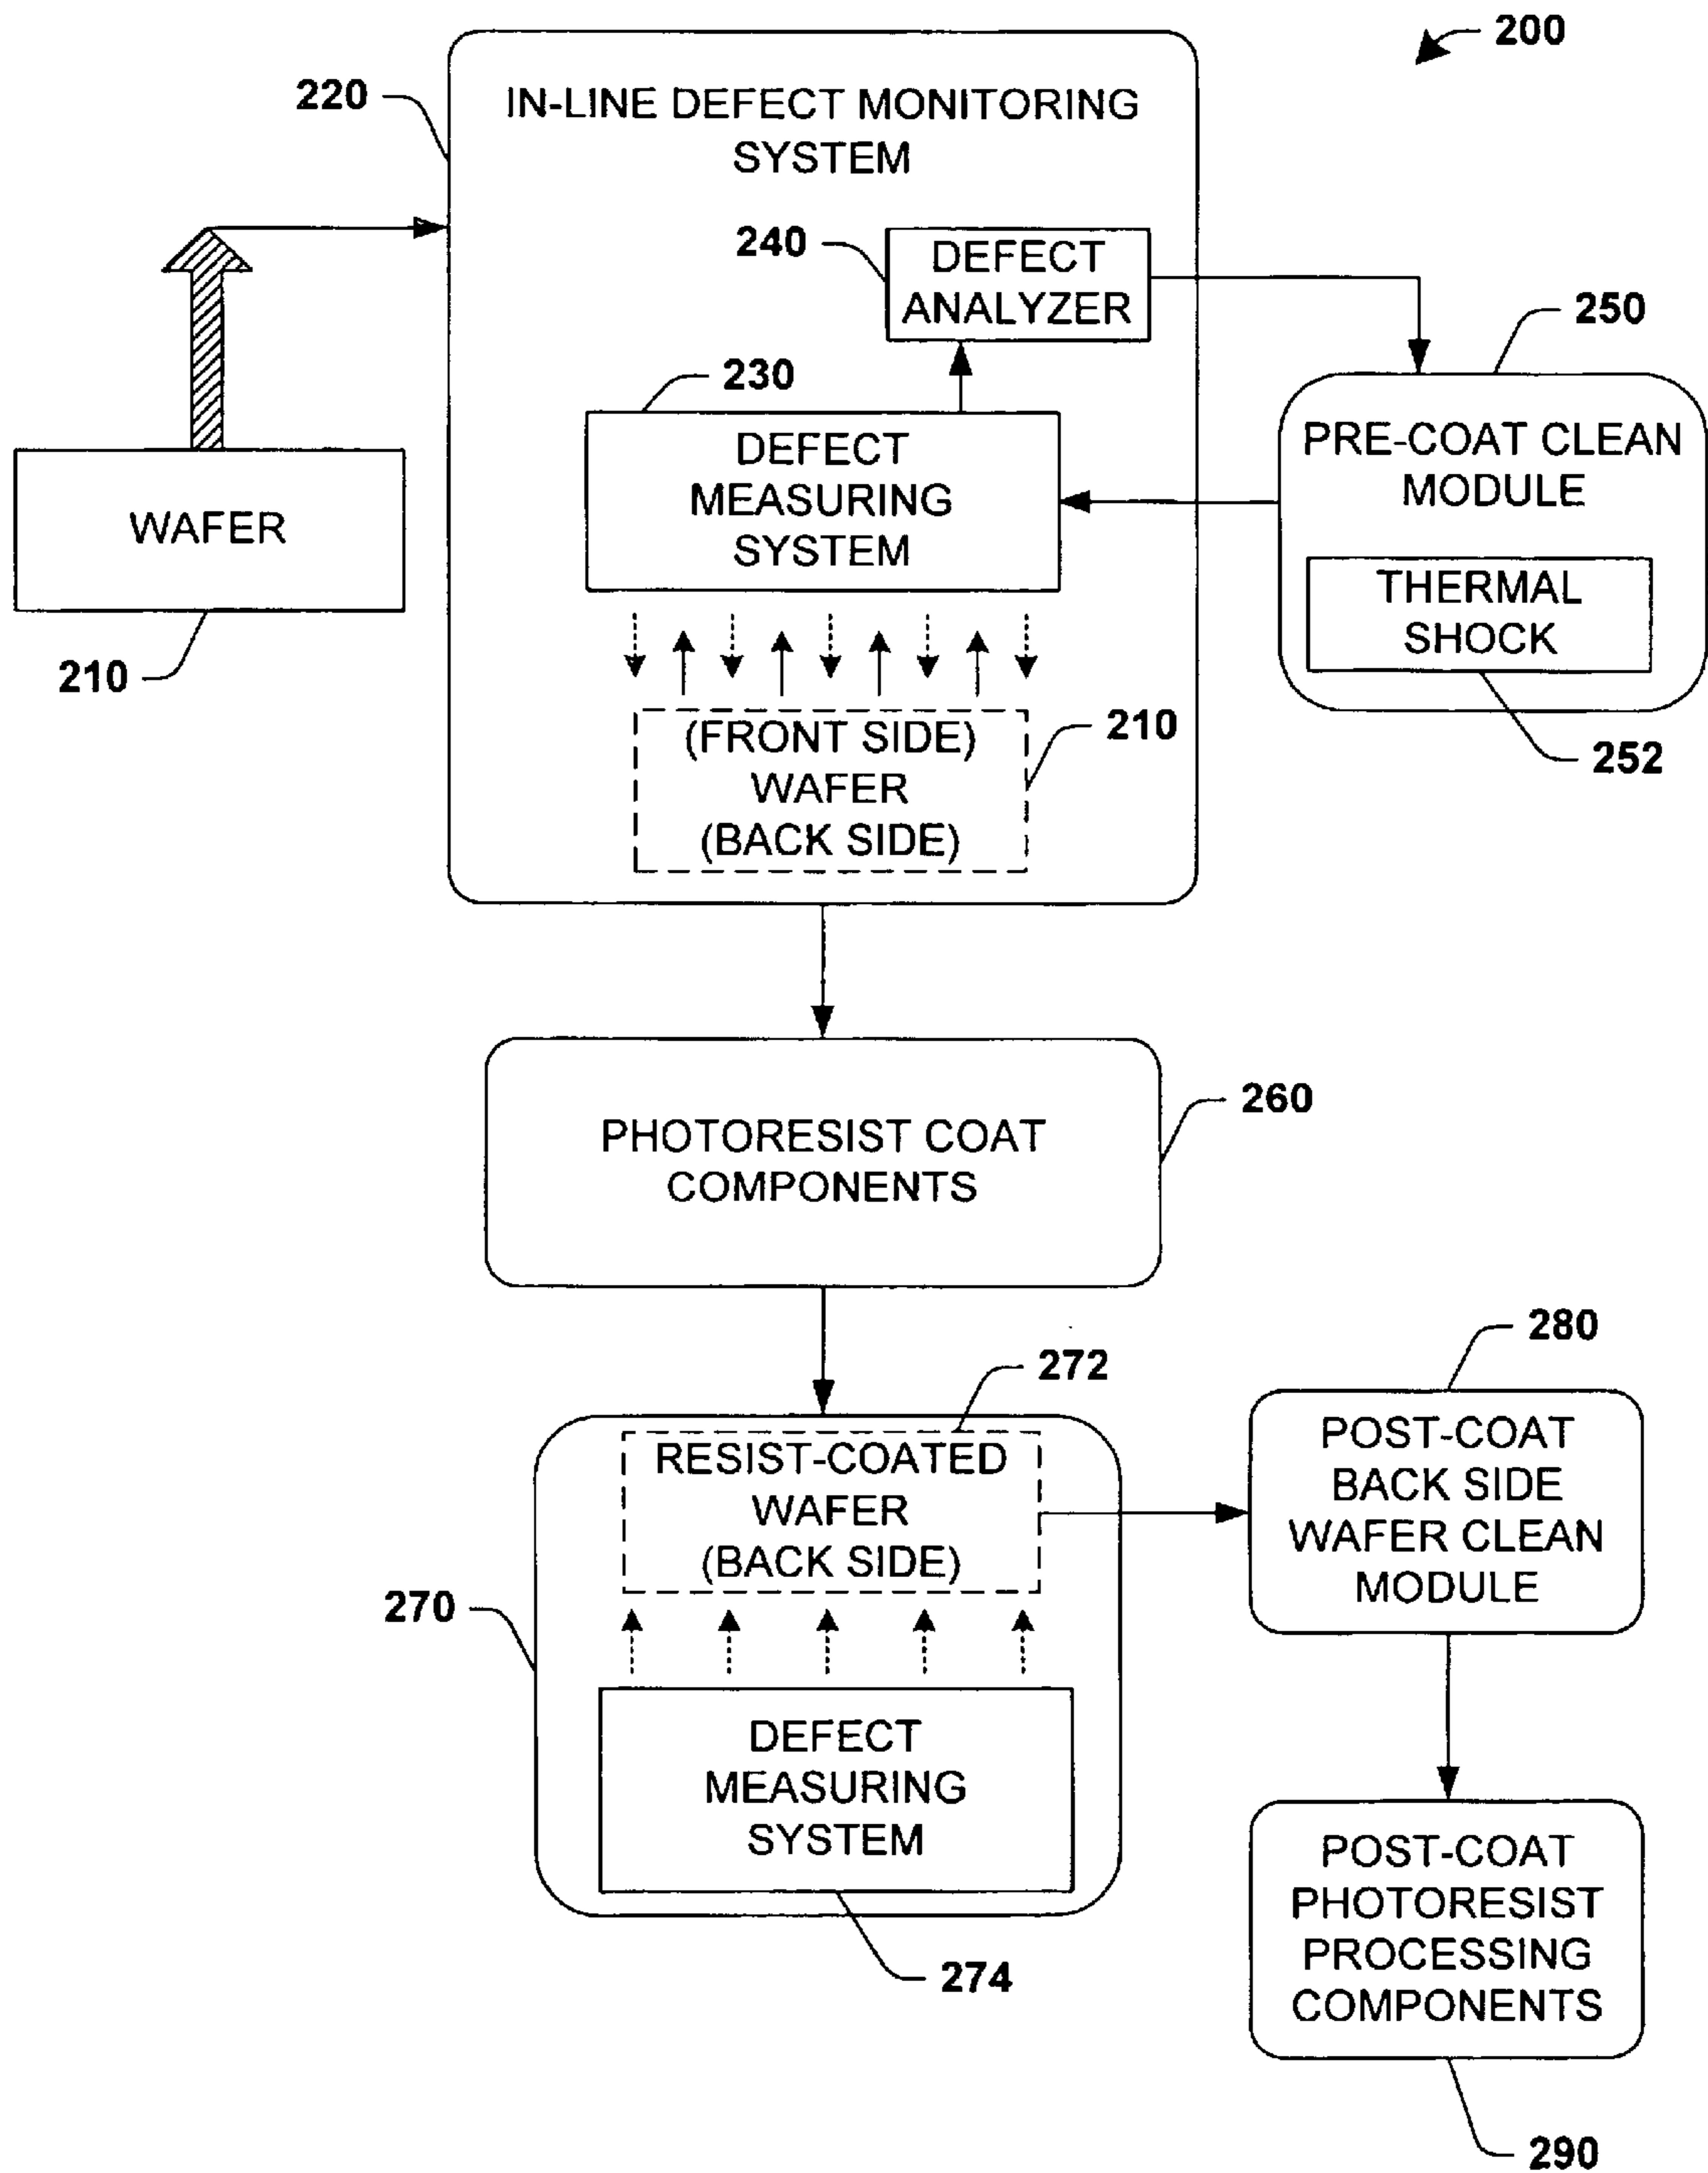 200
220
IN-LINE DEFECT MONITORING
SYSTEM
240
DEFECT
ANALYZER
250
230
PRE-COAT CLEAN
MODULE
DEFECT
MEASURING
SYSTEM
WAFER
THERMAL
SHOCK
210
252
(FRONT SIDE)
WAFER
(BACK SIDE)
210
PHOTORESIST COAT
COMPONENTS
260
272
280
RESIST-COATED
WAFER
(BACK SIDE)
POST-COAT
BACK SIDE
WAFER CLEAN
MODULE
270
DEFECT
MEASURING
SYSTEM
274
POST-COAT
PHOTORESIST
PROCESSING
COMPONENTS
290